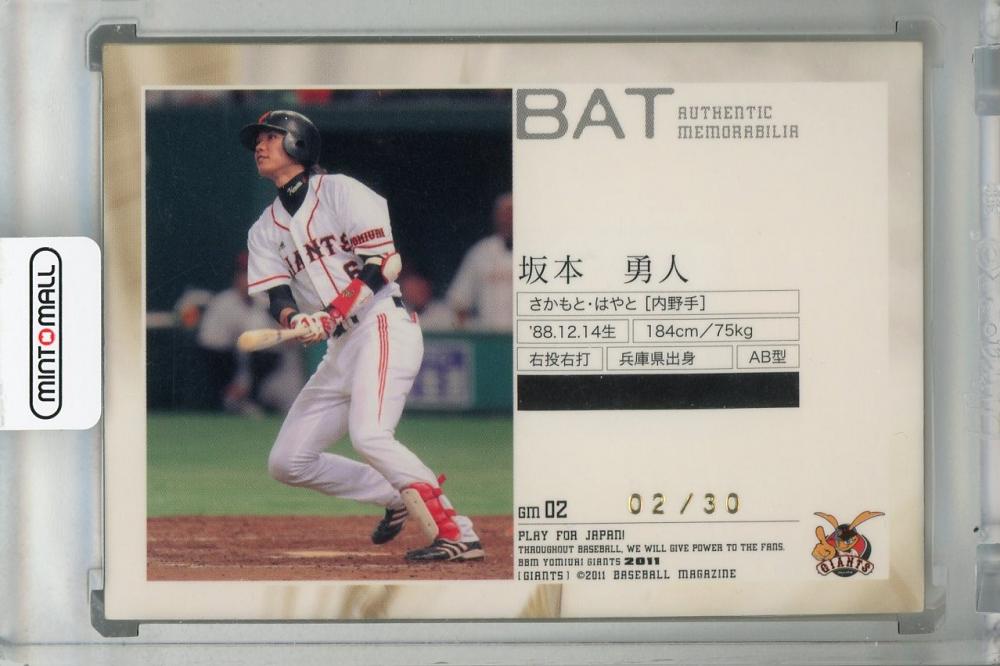 MINT MALL
BAT
AUTHENTIC
MEMORABILIA
坂本 勇人
さかもと・はやと [内野手]
'88.12.14生
184cm/75kg
右投右打
兵庫県出身
AB型
GM 02
02/30
PLAY FOR JAPAN!
THROUGHOUT BASEBALL, WE WILL GIVE POWER TO THE FANS.
BBM YOMIURI GIANTS 2011
[GIANTS] ©2011 BASEBALL MAGAZINE
GIANTS
GIANTS
6
YOMIURI